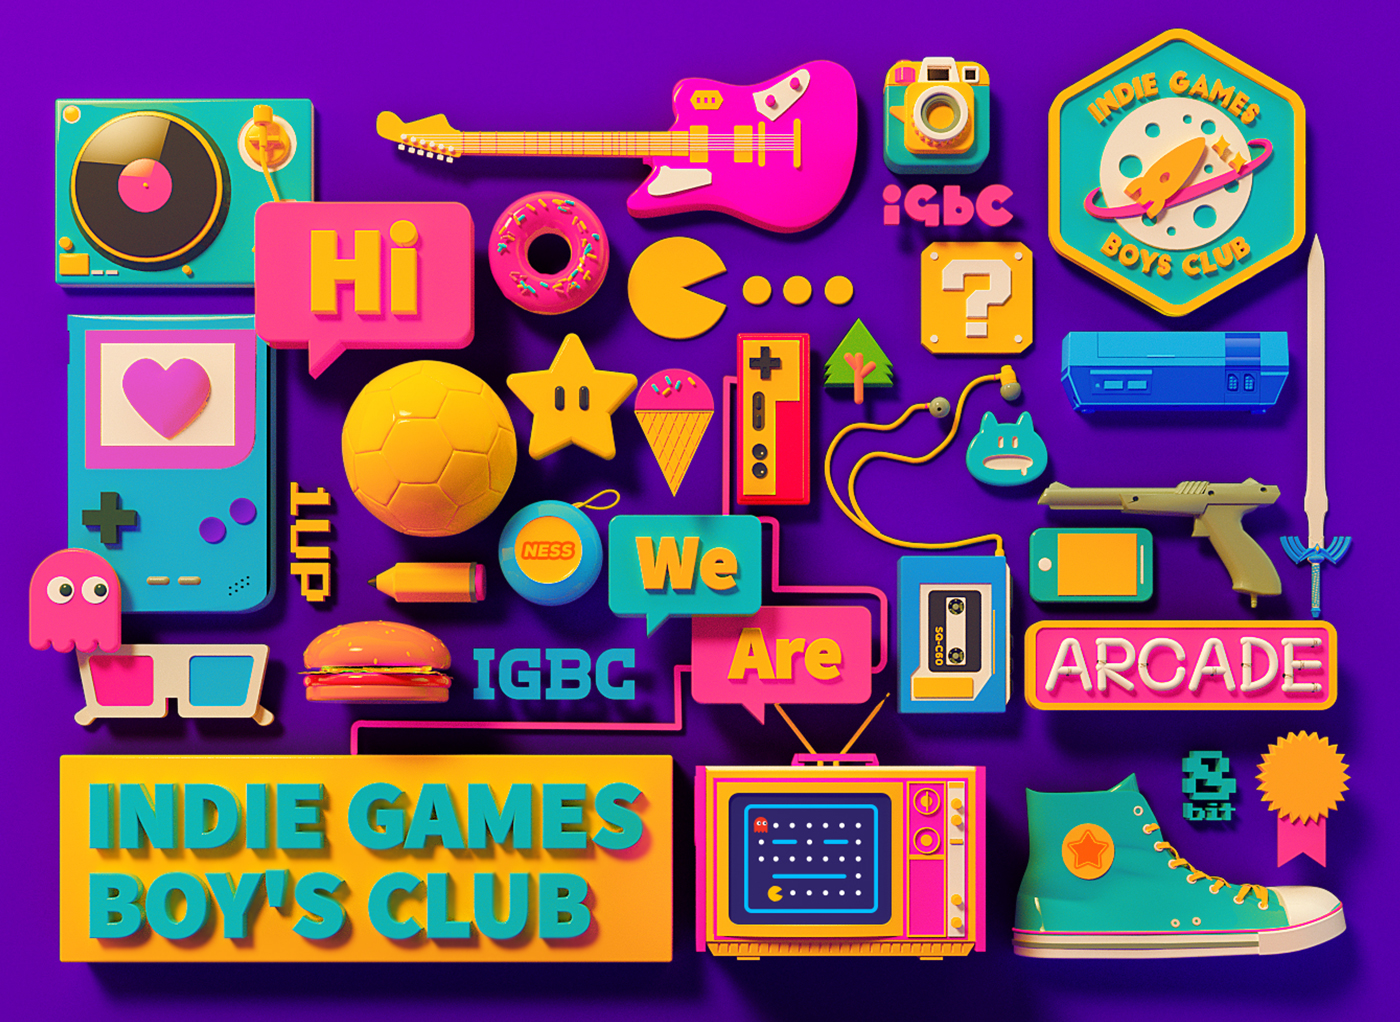 INDIE GAMES
BOYS CLUB
iGbC
Hi
?
1UP
NESS
We
Are
IGBC
SQ-C60
ARCADE
INDIE GAMES
BOY'S CLUB
8
bit